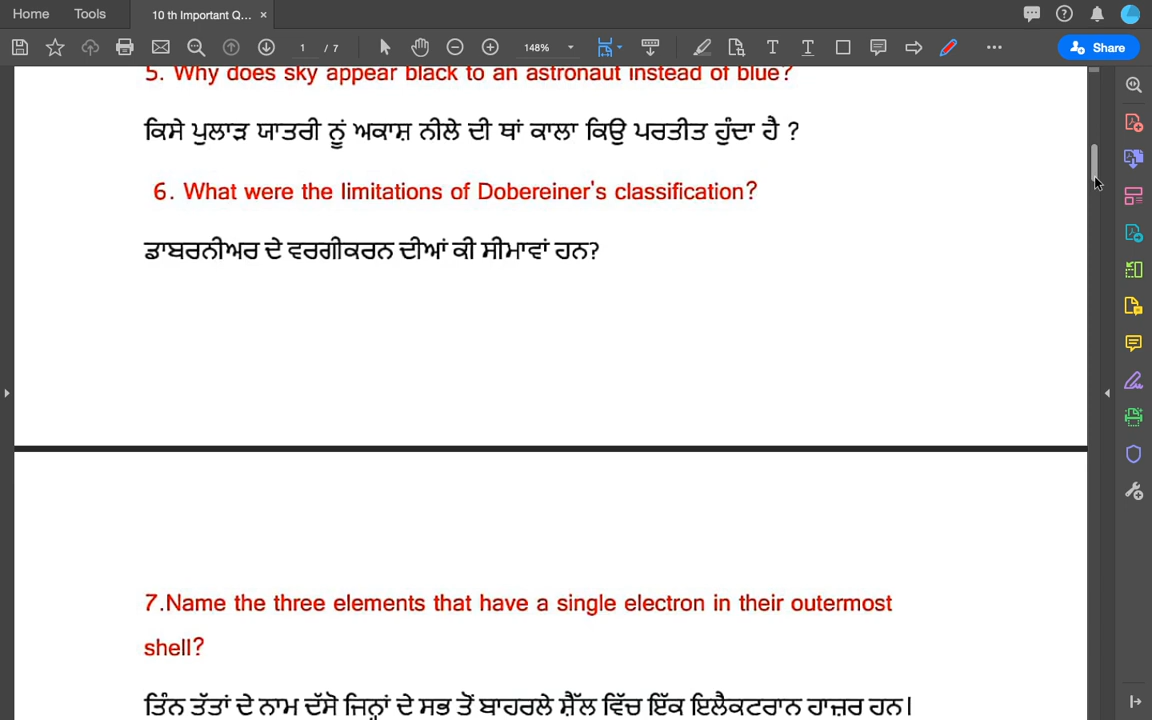 Home Tools 10 th Important Q... ×
1 / 7 148% Share
5. Why does sky appear black to an astronaut instead of blue?
ਕਿਸੇ ਪੁਲਾੜ ਯਾਤਰੀ ਨੂੰ ਅਕਾਸ਼ ਨੀਲੇ ਦੀ ਥਾਂ ਕਾਲਾ ਕਿਉ ਪਰਤੀਤ ਹੁੰਦਾ ਹੈ ?
6. What were the limitations of Dobereiner's classification?
ਡਾਬਰਨੀਅਰ ਦੇ ਵਰਗੀਕਰਨ ਦੀਆਂ ਕੀ ਸੀਮਾਵਾਂ ਹਨ?
7.Name the three elements that have a single electron in their outermost
shell?
ਤਿੰਨ ਤੱਤਾਂ ਦੇ ਨਾਮ ਦੱਸੋ ਜਿਨ੍ਹਾਂ ਦੇ ਸਭ ਤੋਂ ਬਾਹਰਲੇ ਸ਼ੈੱਲ ਵਿੱਚ ਇੱਕ ਇਲੈਕਟਰਾਨ ਹਾਜ਼ਰ ਹਨ।